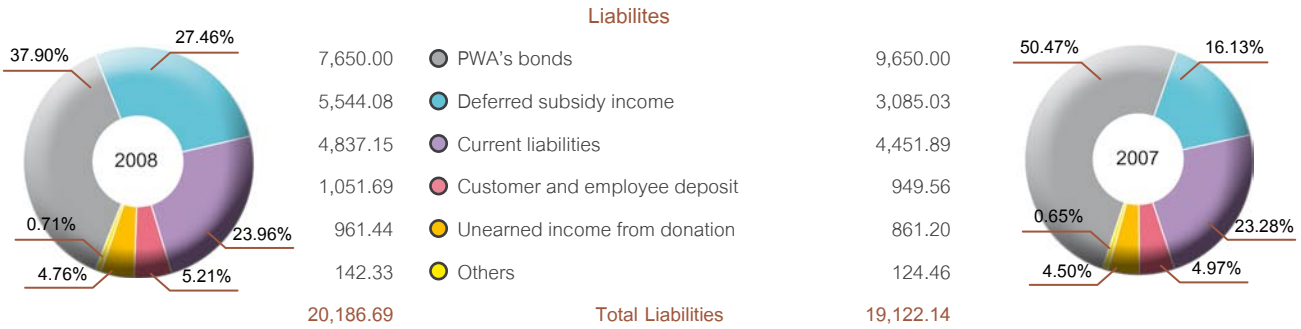 Liabilites
37.90%
27.46%
2008
0.71%
4.76%
5.21%
23.96%
7,650.00 PWA's bonds 9,650.00
5,544.08 Deferred subsidy income 3,085.03
4,837.15 Current liabilities 4,451.89
1,051.69 Customer and employee deposit 949.56
961.44 Unearned income from donation 861.20
142.33 Others 124.46
20,186.69 Total Liabilities 19,122.14
50.47%
16.13%
2007
0.65%
4.50%
4.97%
23.28%